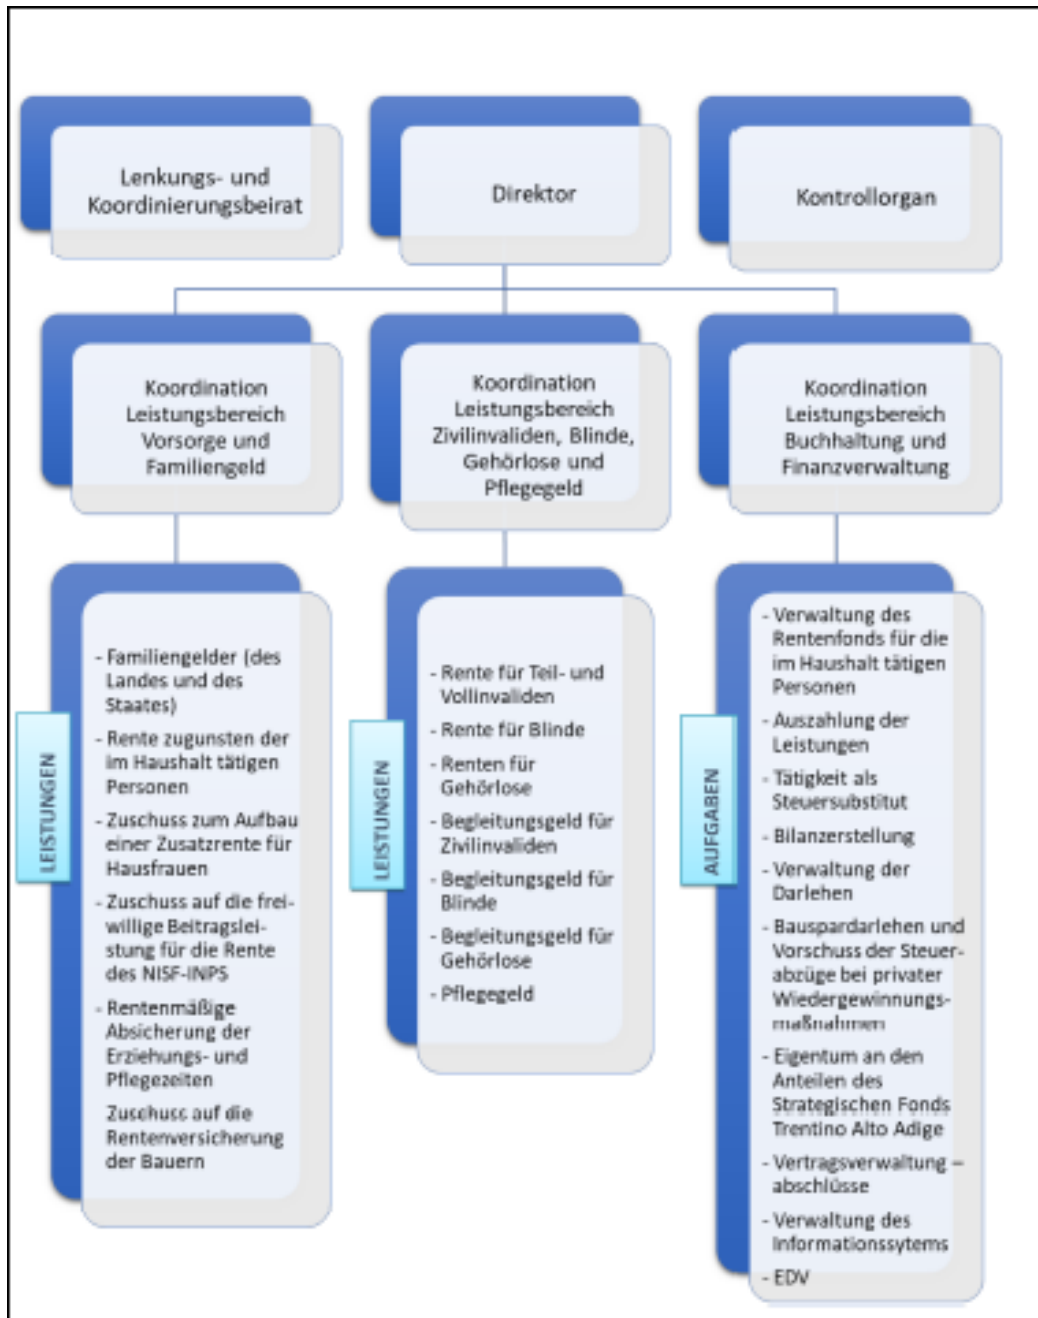 Lenkungs- und
Koordinierungsbeirat
Direktor
Kontrollorgan
Koordination
Leistungsbereich
Vorsorge und
Familiengeld
Koordination
Leistungsbereich
Zivilinvaliden, Blinde,
Gehörlose und
Pflegegeld
Koordination
Leistungsbereich
Buchhaltung und
Finanzverwaltung
LEISTUNGEN
- Familiengelder (des
Landes und des
Staates)
- Rente zugunsten der
im Haushalt tätigen
Personen
- Zuschuss zum Aufbau
einer Zusatzrente für
Hausfrauen
- Zuschuss auf die frei-
willige Beitragslei-
stung für die Rente
des NISF-INPS
- Rentenmäßige
Absicherung der
Erziehungs- und
Pflegezeiten
Zuschuss auf die
Rentenversicherung
der Bauern
LEISTUNGEN
- Rente für Teil- und
Vollinvaliden
- Rente für Blinde
- Renten für
Gehörlose
- Begleitungsgeld für
Zivilinvaliden
- Begleitungsgeld für
Blinde
- Begleitungsgeld für
Gehörlose
- Pflegegeld
AUFGABEN
- Verwaltung des
Rentenfonds für die
im Haushalt tätigen
Personen
- Auszahlung der
Leistungen
- Tätigkeit als
Steuersubstitut
- Bilanzerstellung
- Verwaltung der
Darlehen
- Bauspardarlehen und
Vorschuss der Steuer-
abzüge bei privater
Wiedergewinnungs-
maßnahmen
- Eigentum an den
Anteilen des
Strategischen Fonds
Trentino Alto Adige
- Vertragsverwaltung –
abschlüsse
- Verwaltung des
Informationssytems
- EDV